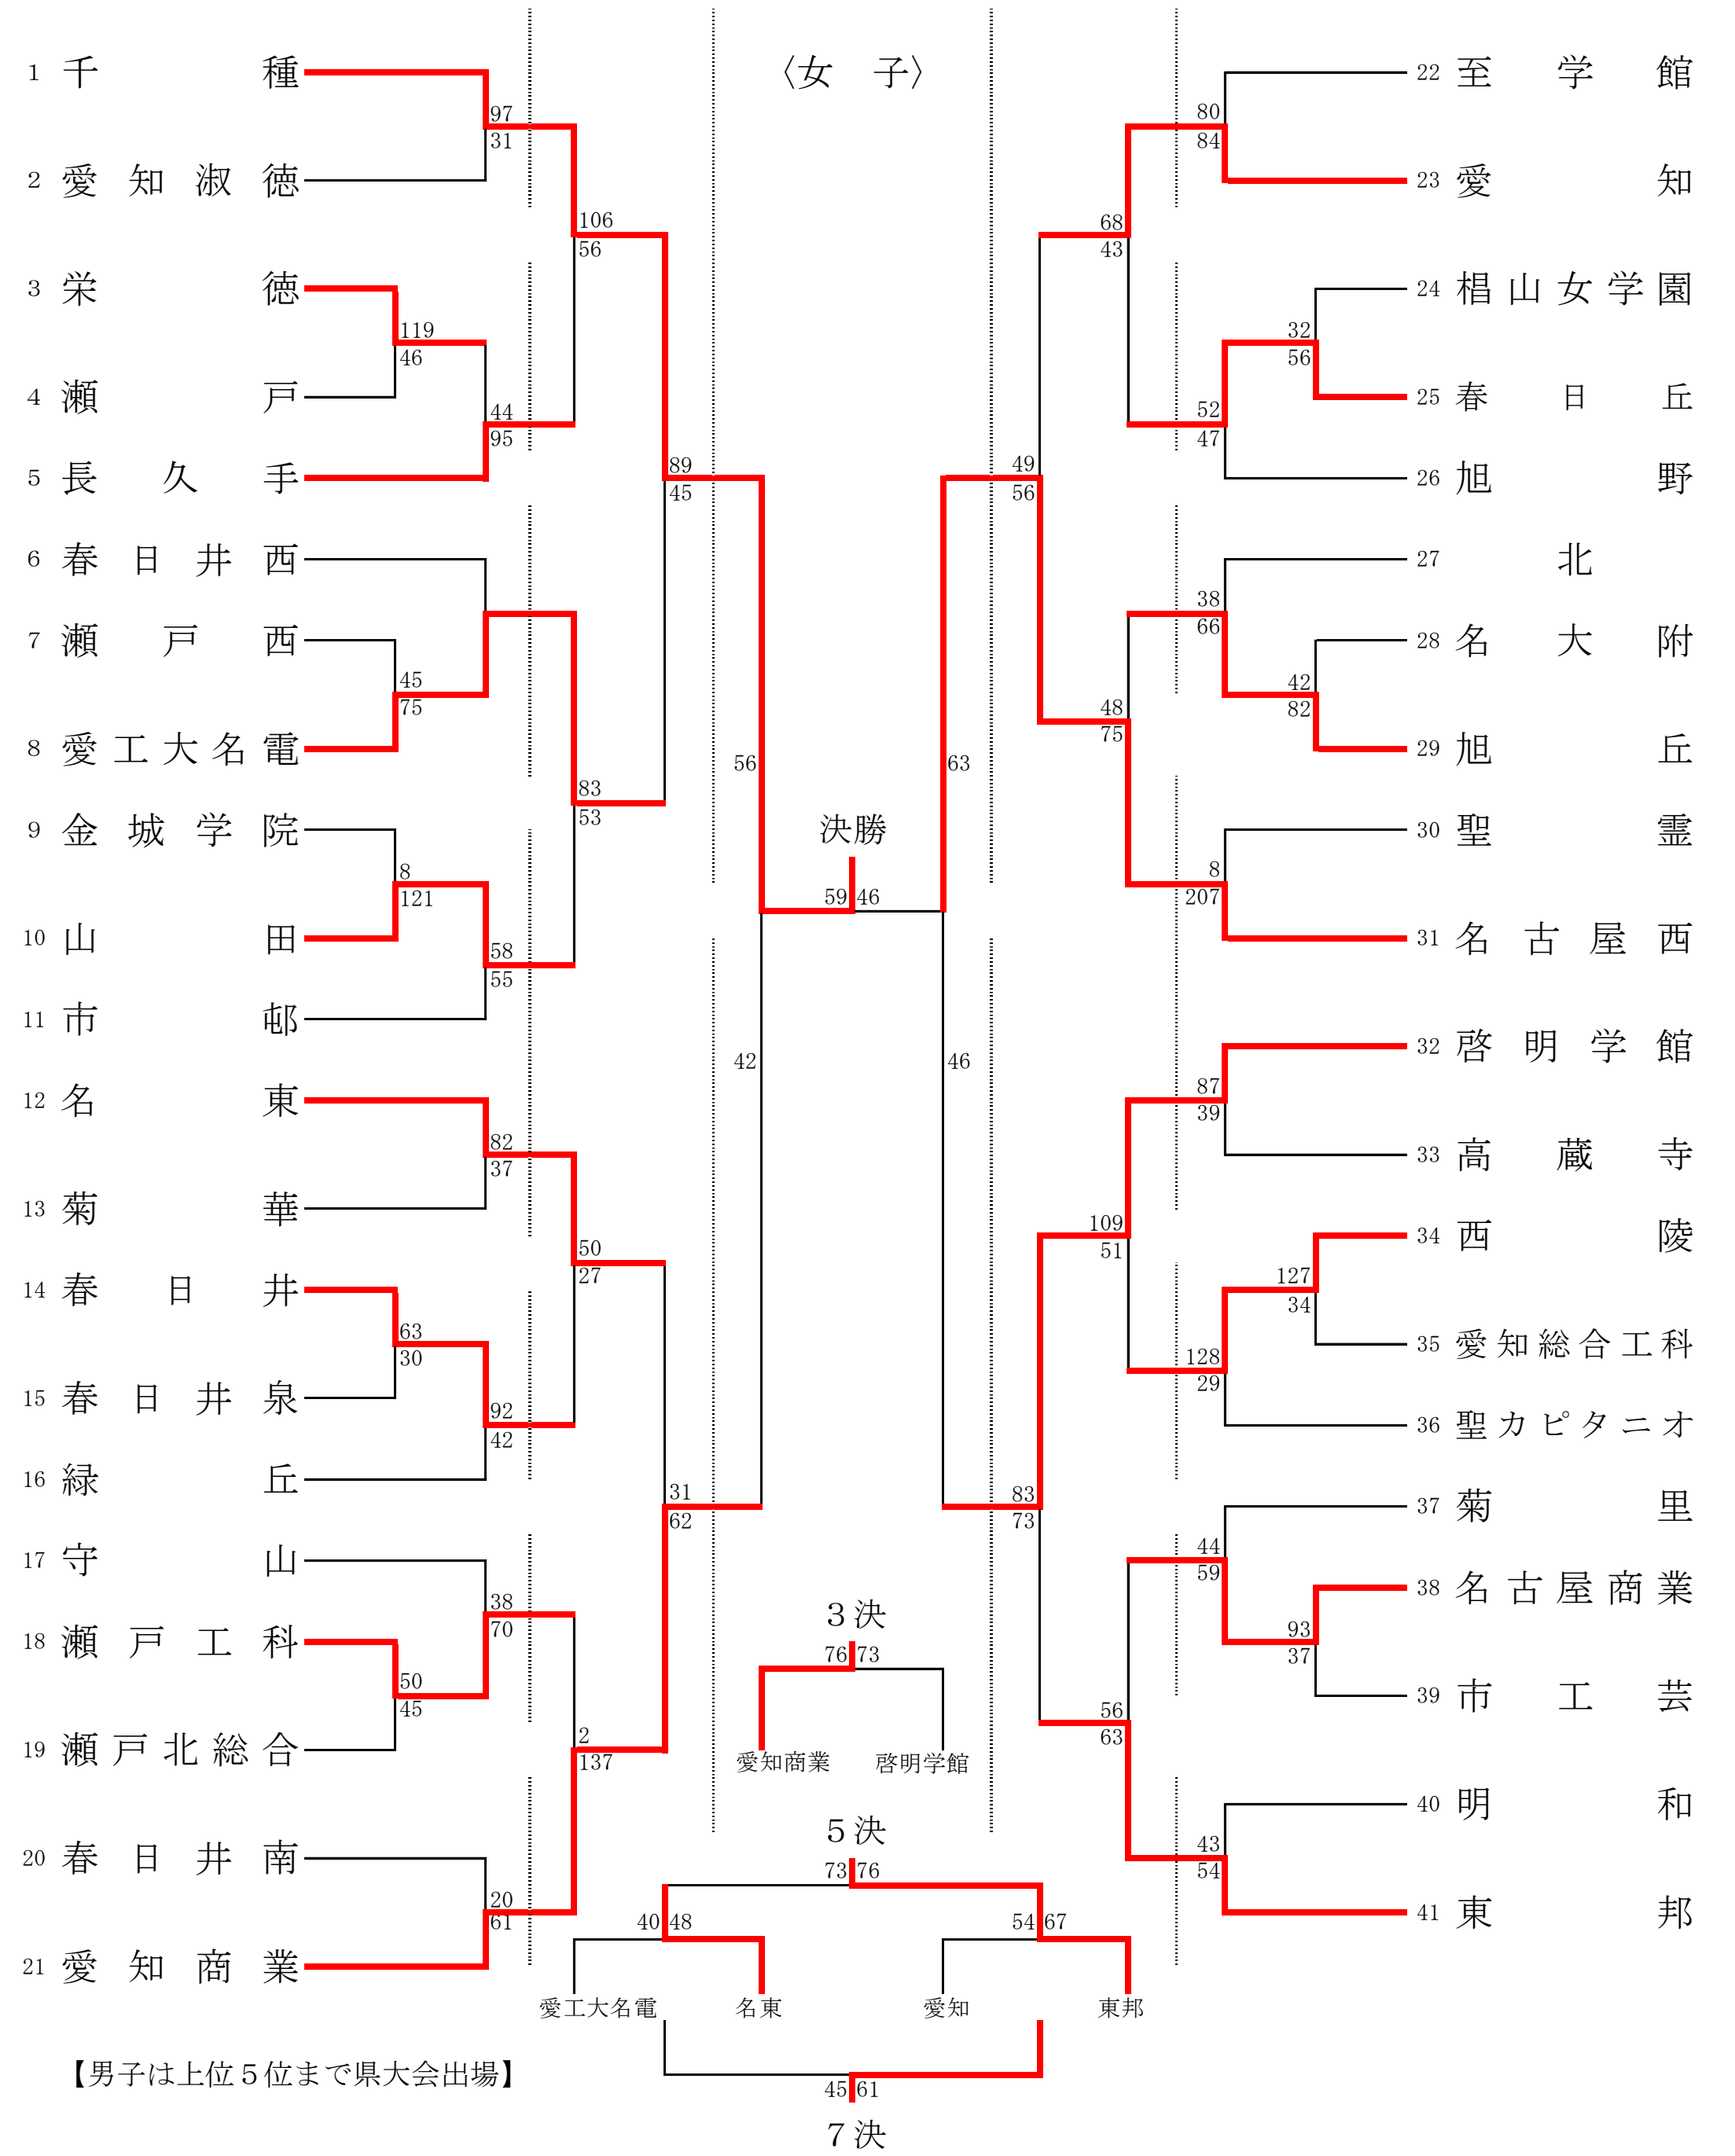 〈女　子〉
1 千種
97
31
2 愛知淑徳
106
56
3 栄徳
119
46
4 瀬戸
44
95
5 長久手
89
45
6 春日井西
7 瀬戸西
45
75
8 愛工大名電
83
53
9 金城学院
8
121
10 山田
58
55
11 市邨
56
42
12 名東
82
37
13 菊華
50
27
14 春日井
63
30
15 春日井泉
92
42
16 緑丘
31
62
17 守山
38
70
18 瀬戸工科
50
45
19 瀬戸北総合
2
137
20 春日井南
20
61
21 愛知商業
22 至学館
80
84
23 愛知
68
43
24 椙山女学園
32
56
25 春日丘
52
47
26 旭野
49
56
27 北
38
66
28 名大附
42
82
29 旭丘
48
75
30 聖霊
8
207
31 名古屋西
63
46
32 啓明学館
87
39
33 高蔵寺
109
51
34 西陵
127
34
35 愛知総合工科
128
29
36 聖カピタニオ
83
73
37 菊里
44
59
38 名古屋商業
93
37
39 市工芸
56
63
40 明和
43
54
41 東邦
決勝
59 46
３決
76 73
愛知商業 啓明学館
５決
73 76
40 48 54 67
愛工大名電 名東 愛知 東邦
45 61
７決
【男子は上位５位まで県大会出場】